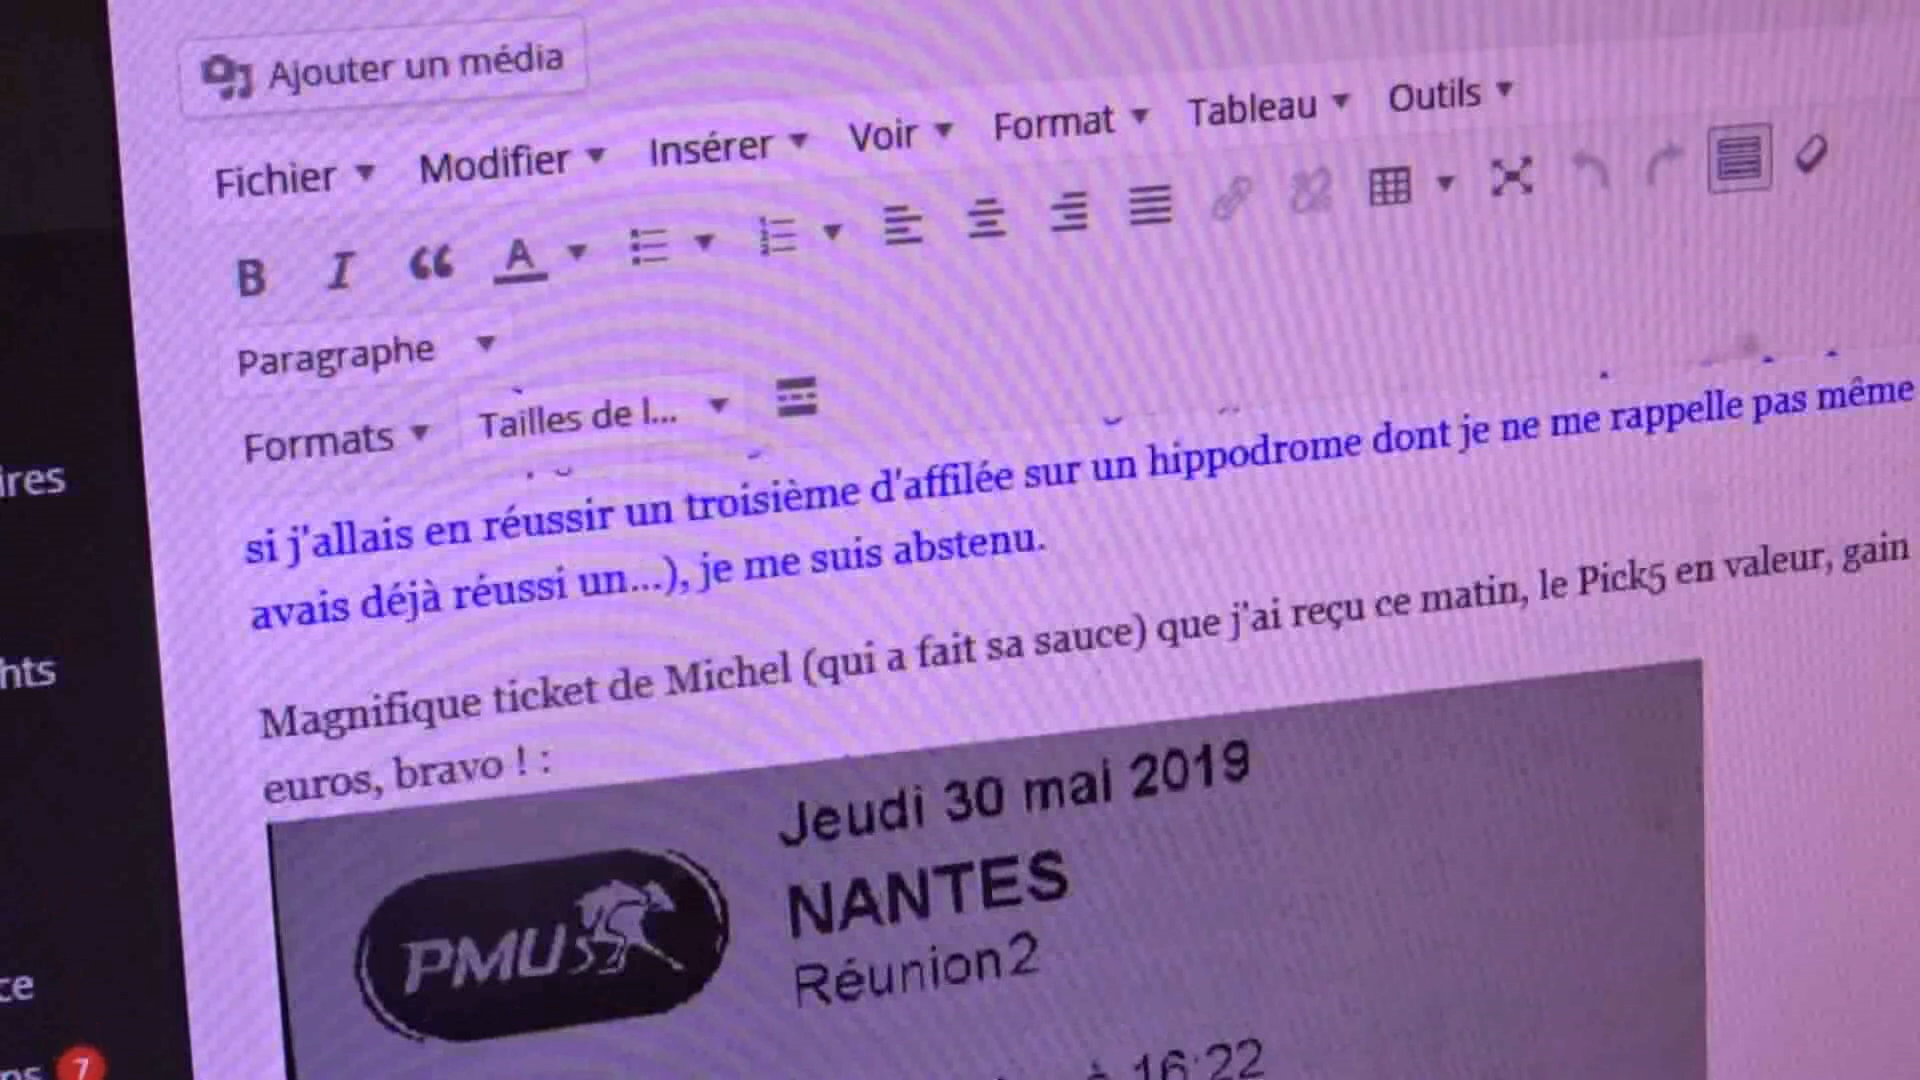 Ajouter un média
Fichier Modifier Insérer Voir Format Tableau Outils
B I A
Paragraphe
Formats Tailles de l...
si j'allais en réussir un troisième d'affilée sur un hippodrome dont je ne me rappelle pas même
avais déjà réussi un...), je me suis abstenu.
Magnifique ticket de Michel (qui a fait sa sauce) que j'ai reçu ce matin, le Pick5 en valeur, gain
euros, bravo ! :
Jeudi 30 mai 2019
NANTES
PMU
Réunion2
à 16:22
ires
nts
ce
ns 7